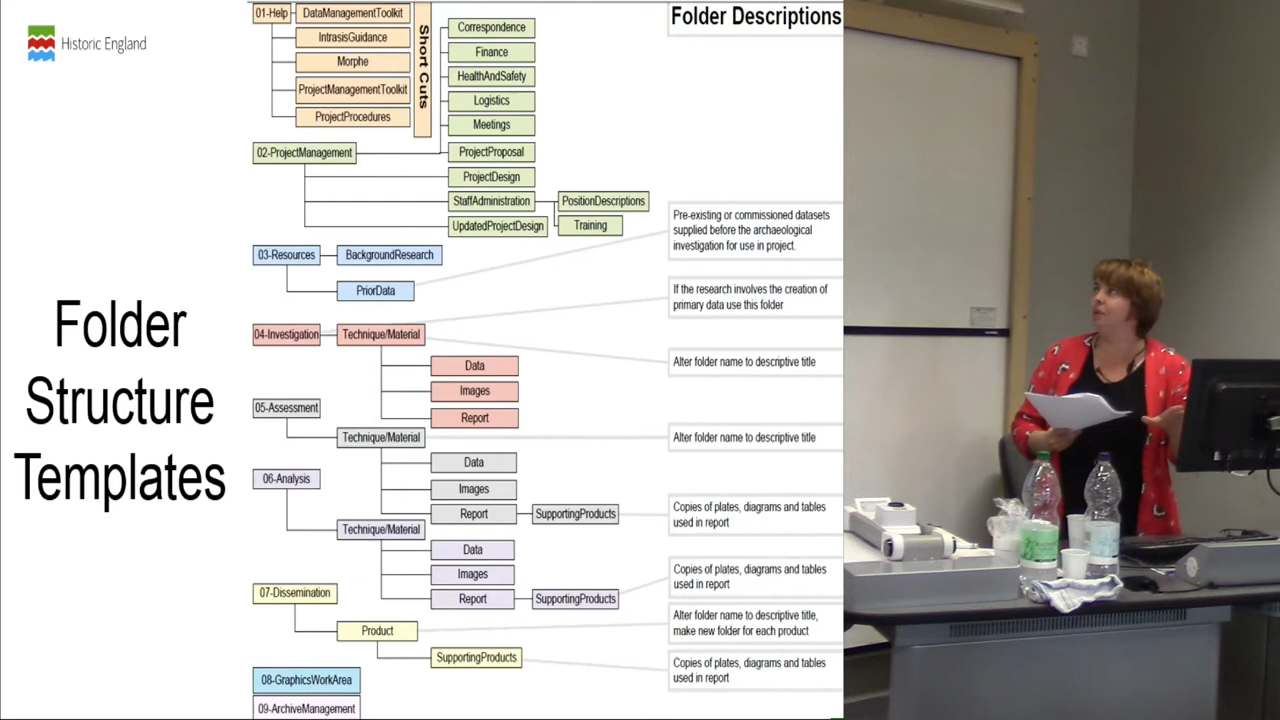 Historic England
Folder
Structure
Templates
01-Help
DataManagementToolkit
IntrasisGuidance
Morphe
ProjectManagementToolkit
ProjectProcedures
Short Cuts
02-ProjectManagement
Correspondence
Finance
HealthAndSafety
Logistics
Meetings
ProjectProposal
ProjectDesign
StaffAdministration
PositionDescriptions
Training
UpdatedProjectDesign
03-Resources
BackgroundResearch
PriorData
04-Investigation
Technique/Material
Data
Images
Report
05-Assessment
Technique/Material
Data
Images
Report
SupportingProducts
06-Analysis
Technique/Material
Data
Images
Report
SupportingProducts
07-Dissemination
Product
SupportingProducts
08-GraphicsWorkArea
09-ArchiveManagement
Folder Descriptions
Pre-existing or commissioned datasets
supplied before the archaeological
investigation for use in project.
If the research involves the creation of
primary data use this folder
Alter folder name to descriptive title
Alter folder name to descriptive title
Copies of plates, diagrams and tables
used in report
Copies of plates, diagrams and tables
used in report
Alter folder name to descriptive title,
make new folder for each product
Copies of plates, diagrams and tables
used in report